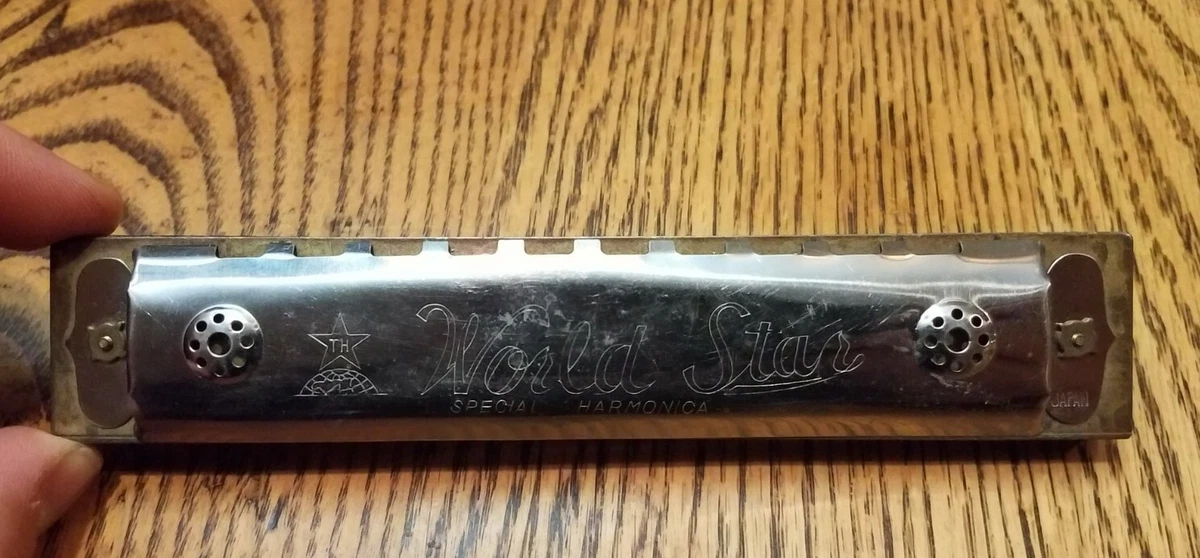 TH
World Star
SPECIAL HARMONICA
JAPAN